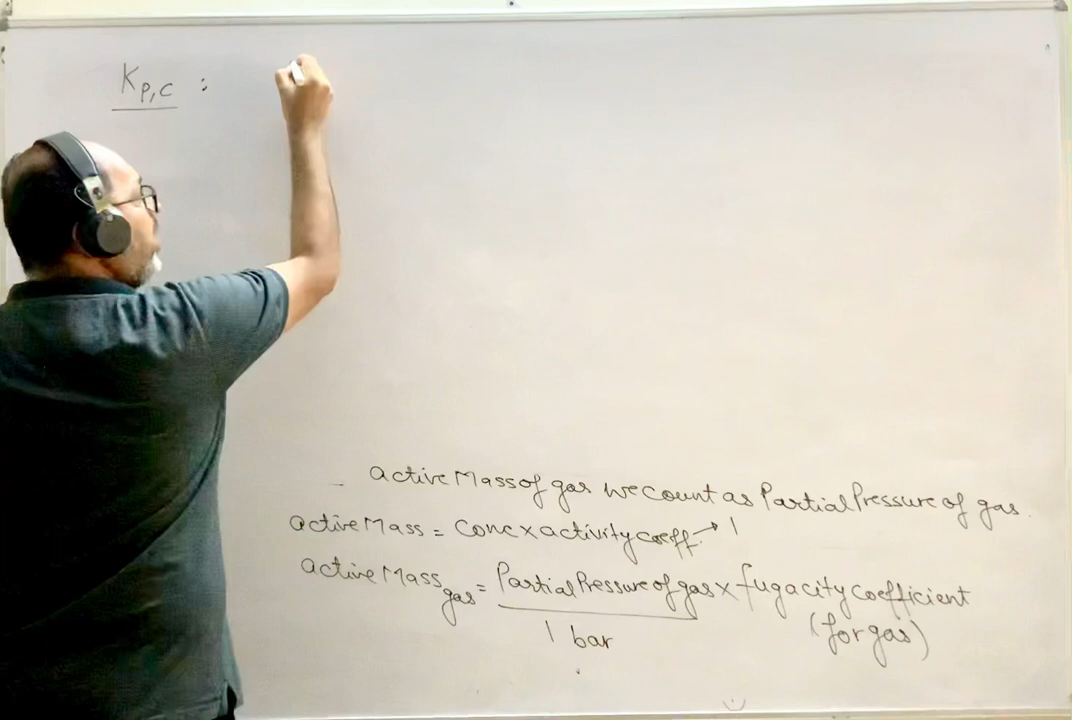 K P,C :
active Mass of gas we count as Partial Pressure of gas.
active Mass = conc x activity coeff. → 1
active Mass gas = Partial Pressure of gas x fugacity coefficient
1 bar (for gas)